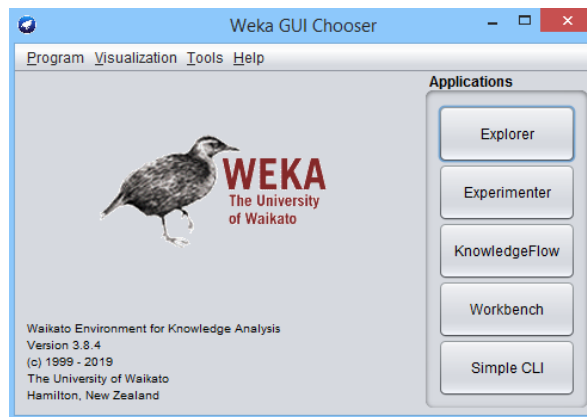 Weka GUI Chooser
Program Visualization Tools Help
Applications
Explorer
Experimenter
KnowledgeFlow
Workbench
Simple CLI
WEKA
The University
of Waikato
Waikato Environment for Knowledge Analysis
Version 3.8.4
(c) 1999 - 2019
The University of Waikato
Hamilton, New Zealand